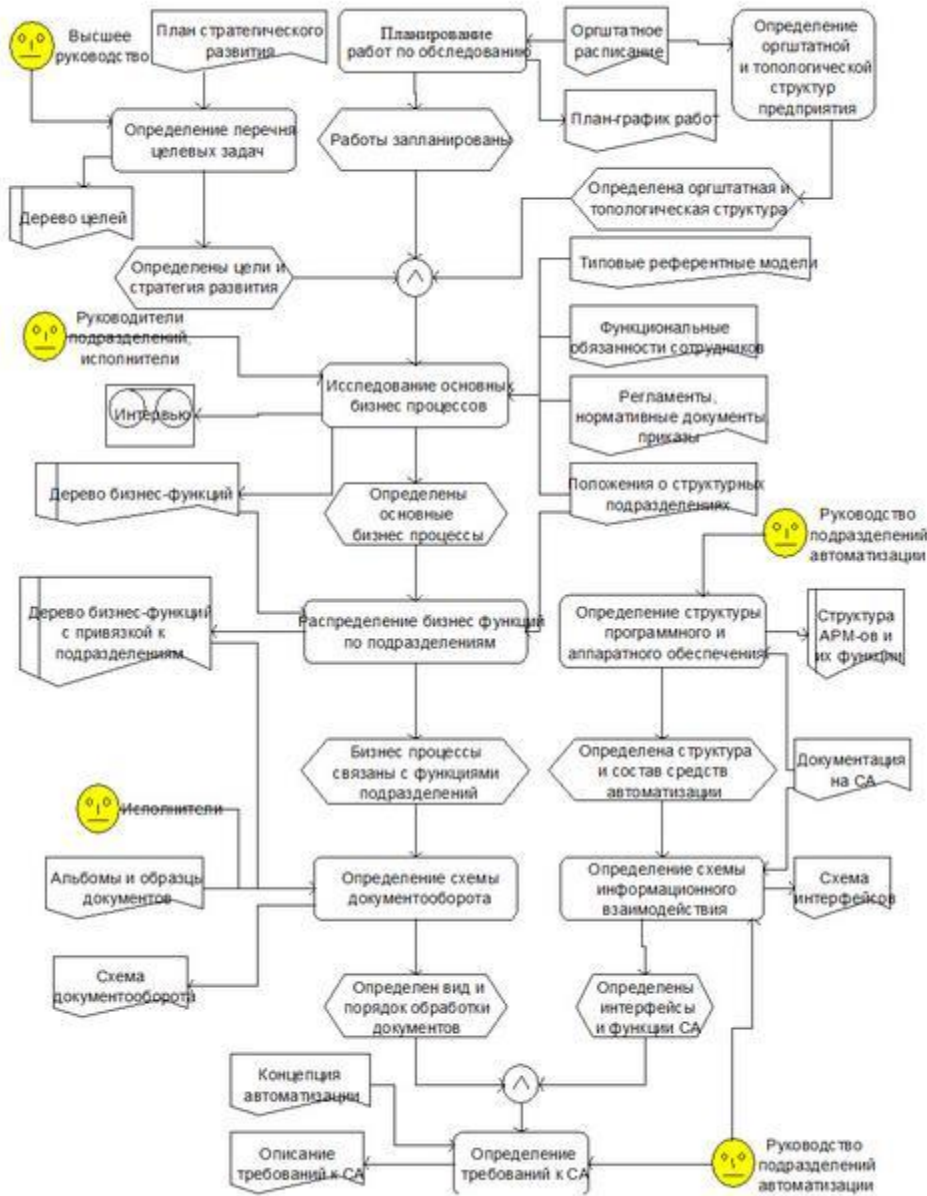 Высшее
руководство
План стратегического
развития
Планирование
работ по обследованию
Оргштатное
расписание
Определение
оргштатной
и топологической
структур
предприятия
План-график работ
Определение перечня
целевых задач
Работы запланированы
Дерево целей
Определена оргштатная и
топологическая структура
Определены цели и
стратегия развития
Типовые референтные модели
Руководители
подразделений,
исполнители
Функциональные
обязанности сотрудников
Исследование основны
бизнес процессов
Интервью
Регламенты,
нормативные документы
приказы
Дерево бизнес-функций
Определены
основные
бизнес процессы
Положения о структурных
подразделениях
Руководство
подразделений
автоматизации
Дерево бизнес-функций
с привязкой к
подразделениям
Распределение бизнес функций
по подразделениям
Определение структуры
программного и
аппаратного обеспечения
Структура
АРМ-ов и
их функции
Бизнес процессы
связаны с функциями
подразделений
Определена структура
и состав средств
автоматизации
Документация
на СА
Исполнители
Альбомы и образцы
документов
Определение схемы
документооборота
Определение схемы
информационного
взаимодействия
Схема
интерфейсов
Схема
документооборота
Определен вид и
порядок обработки
документов
Определены
интерфейсы
и функции СА
Концепция
автоматизации
Описание
требований к СА
Определение
требований к СА
Руководство
подразделений
автоматизации